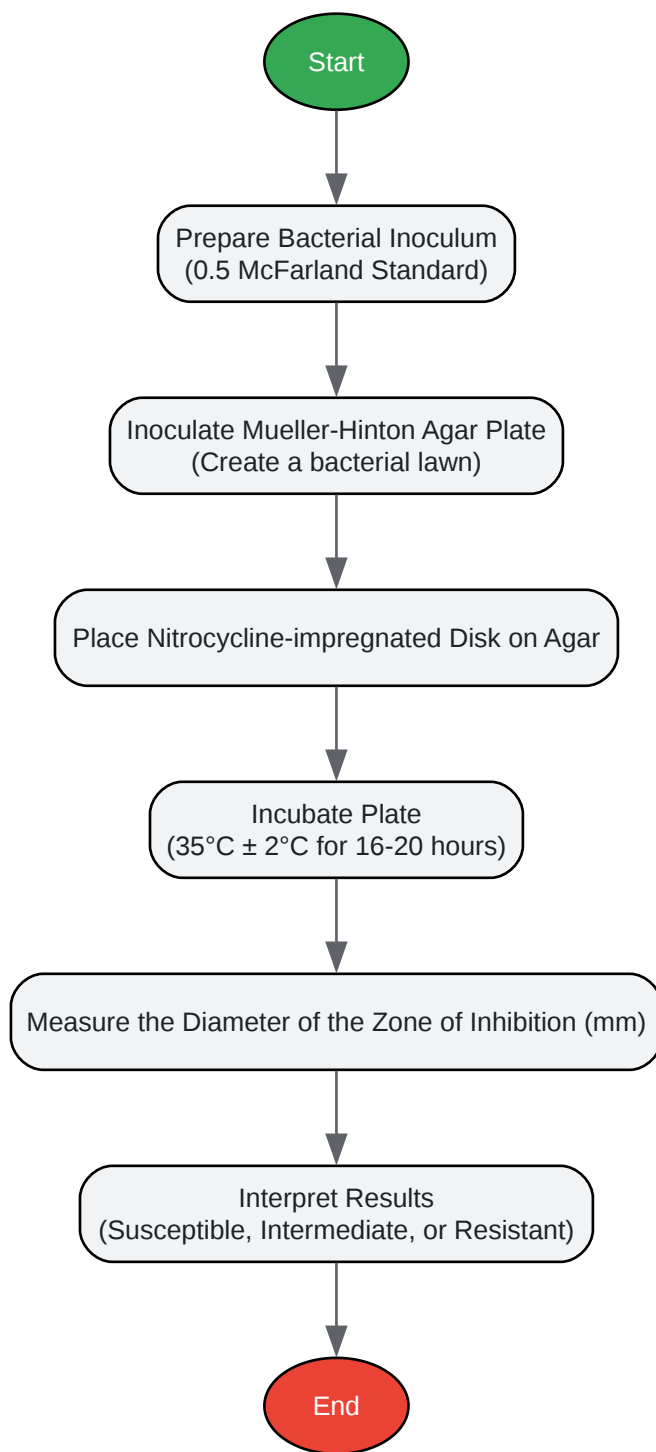 Start
Prepare Bacterial Inoculum
(0.5 McFarland Standard)
Inoculate Mueller-Hinton Agar Plate
(Create a bacterial lawn)
Place Nitrocycline-impregnated Disk on Agar
Incubate Plate
(35°C ± 2°C for 16-20 hours)
Measure the Diameter of the Zone of Inhibition (mm)
Interpret Results
(Susceptible, Intermediate, or Resistant)
End